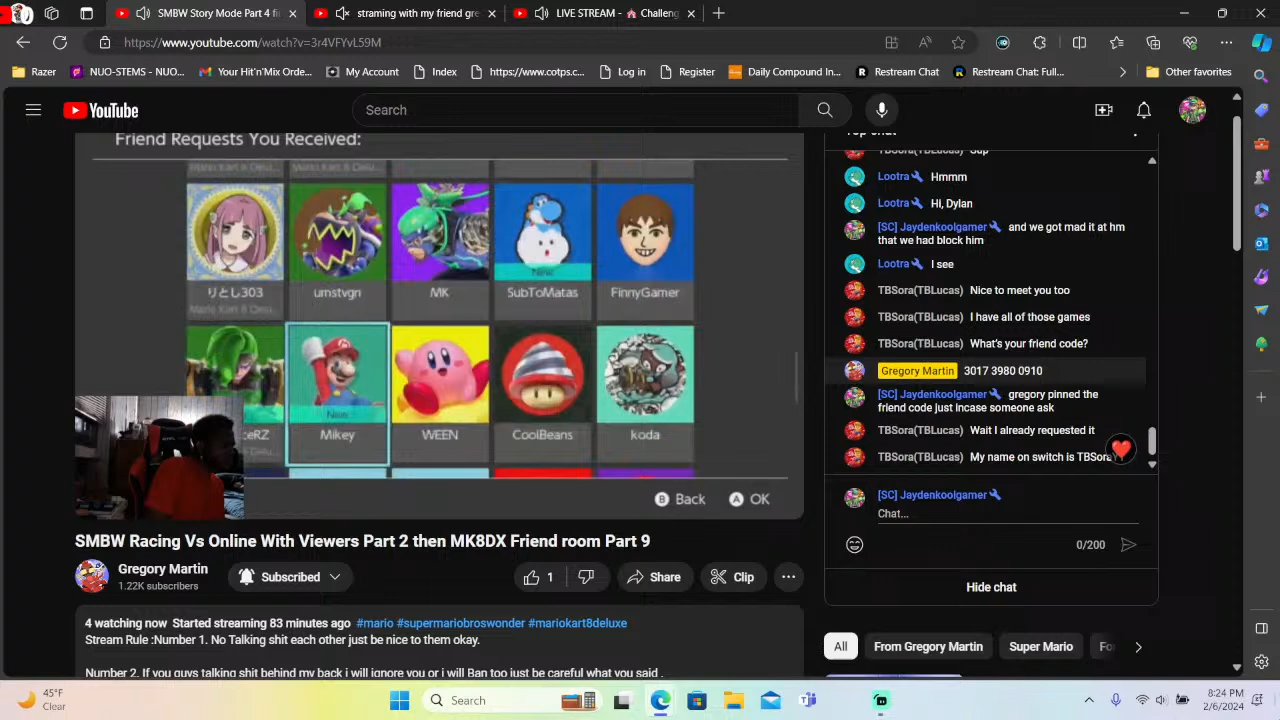 SMBW Story Mode Part 4 fi
straming with my friend gre
LIVE STREAM - 🏠 Challeng
https://www.youtube.com/watch?v=3r4VFYvL59M
Razer
NUO-STEMS - NUO...
Your Hit'n'Mix Orde...
My Account
Index
https://www.cotps.c...
Log in
Register
Daily Compound In...
Restream Chat
Restream Chat: Full...
Other favorites
YouTube
Search
Friend Requests You Received:
りとし303
umstvgn
MK
New
SubToMatas
FinnyGamer
New
Mikey
WEEN
CoolBeans
koda
B Back
A OK
Lootra Hmmm
Lootra Hi, Dylan
[SC] Jaydenkoolgamer and we got mad it at hm
that we had block him
Lootra I see
TBSora(TBLucas) Nice to meet you too
TBSora(TBLucas) I have all of those games
TBSora(TBLucas) What's your friend code?
Gregory Martin 3017 3980 0910
[SC] Jaydenkoolgamer gregory pinned the
friend code just incase someone ask
TBSora(TBLucas) Wait I already requested it
TBSora(TBLucas) My name on switch is TBSora
[SC] Jaydenkoolgamer
Chat...
0/200
Hide chat
SMBW Racing Vs Online With Viewers Part 2 then MK8DX Friend room Part 9
Gregory Martin
1.22K subscribers
Subscribed
1
Share
Clip
4 watching now Started streaming 83 minutes ago #mario #supermariobroswonder #mariokart8deluxe
Stream Rule :Number 1. No Talking shit each other just be nice to them okay.
Number 2. If you guys talking shit behind my back i will ignore you or i will Ban too just be careful what you said .
All
From Gregory Martin
Super Mario
Fo
45°F
Clear
Search
8:24 PM
2/6/2024